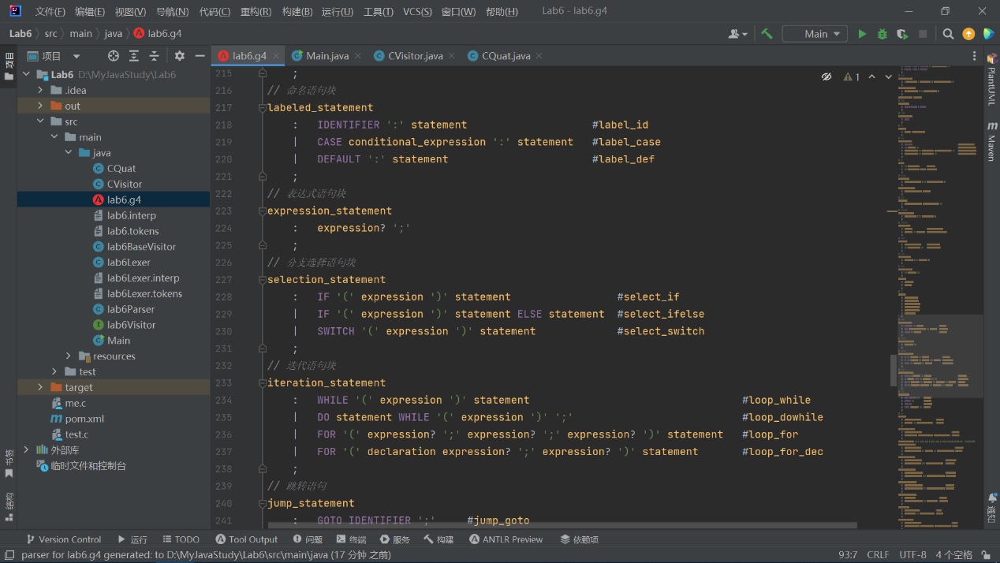 文件(F) 编辑(E) 视图(V) 导航(N) 代码(C) 重构(R) 构建(B) 运行(U) 工具(T) VCS(S) 窗口(W) 帮助(H) Lab6 - lab6.g4
Lab6 src main java lab6.g4 Main
项目
项目
lab6.g4 Main.java CVisitor.java CQuat.java
Lab6 D:\MyJavaStudy\Lab6
.idea
out
src
main
java
CQuat
CVisitor
lab6.g4
lab6.interp
lab6.tokens
lab6BaseVisitor
lab6Lexer
lab6Lexer.interp
lab6Lexer.tokens
lab6Parser
lab6Visitor
Main
resources
test
target
me.c
pom.xml
test.c
外部库
临时文件和控制台
书签
结构
1
215 ;
216 // 命名语句块
217 labeled_statement
218 : IDENTIFIER ':' statement #label_id
219 | CASE conditional_expression ':' statement #label_case
220 | DEFAULT ':' statement #label_def
221 ;
222 // 表达式语句块
223 expression_statement
224 : expression? ';'
225 ;
226 // 分支选择语句块
227 selection_statement
228 : IF '(' expression ')' statement #select_if
229 | IF '(' expression ')' statement ELSE statement #select_ifelse
230 | SWITCH '(' expression ')' statement #select_switch
231 ;
232 // 迭代语句块
233 iteration_statement
234 : WHILE '(' expression ')' statement #loop_while
235 | DO statement WHILE '(' expression ')' ';' #loop_dowhile
236 | FOR '(' expression? ';' expression? ';' expression? ')' statement #loop_for
237 | FOR '(' declaration expression? ';' expression? ')' statement #loop_for_dec
238 ;
239 // 跳转语句
240 jump_statement
241 : GOTO IDENTIFIER ';' #jump_goto
PlantUML
m
Maven
通知
Version Control 运行 TODO Tool Output 问题 终端 服务 构建 ANTLR Preview 依赖项
parser for lab6.g4 generated: to D:\MyJavaStudy\Lab6\src\main\java (17 分钟 之前) 93:7 CRLF UTF-8 4 个空格